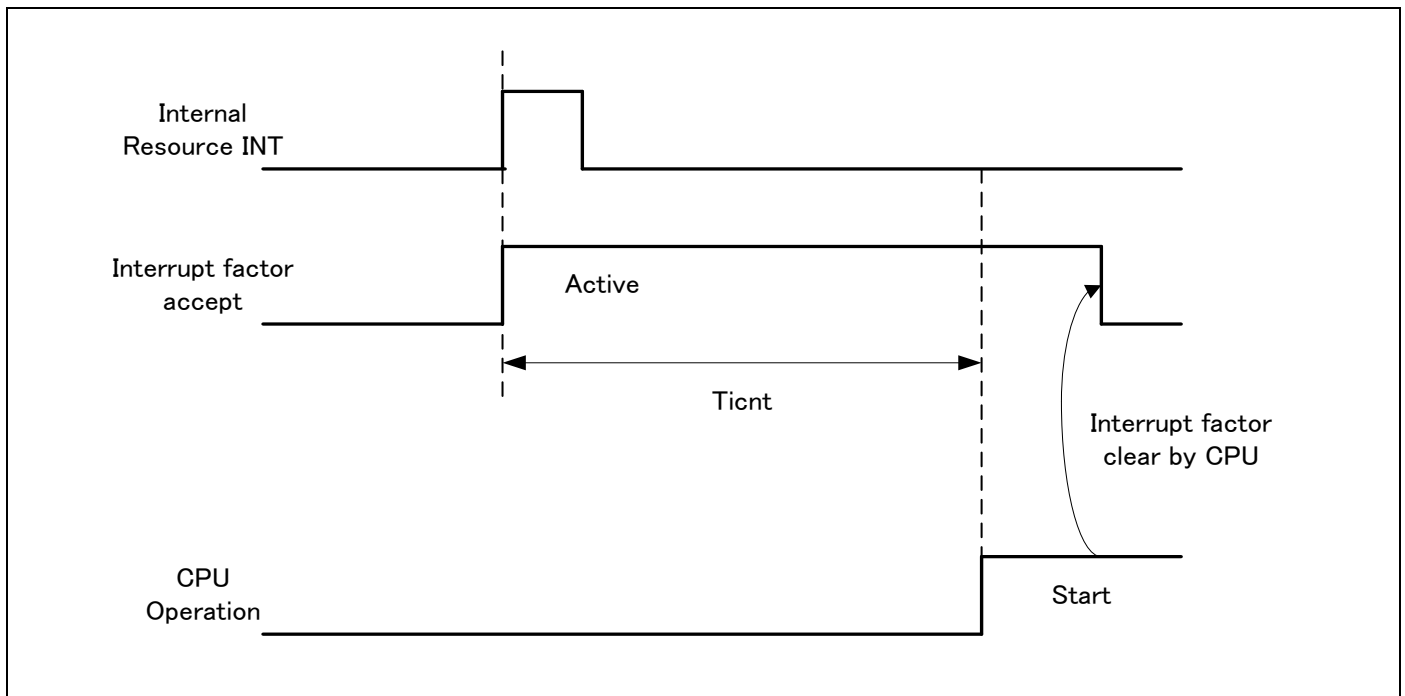 Internal
Resource INT
Interrupt factor
accept
Active
Ticnt
Interrupt factor
clear by CPU
CPU
Operation
Start